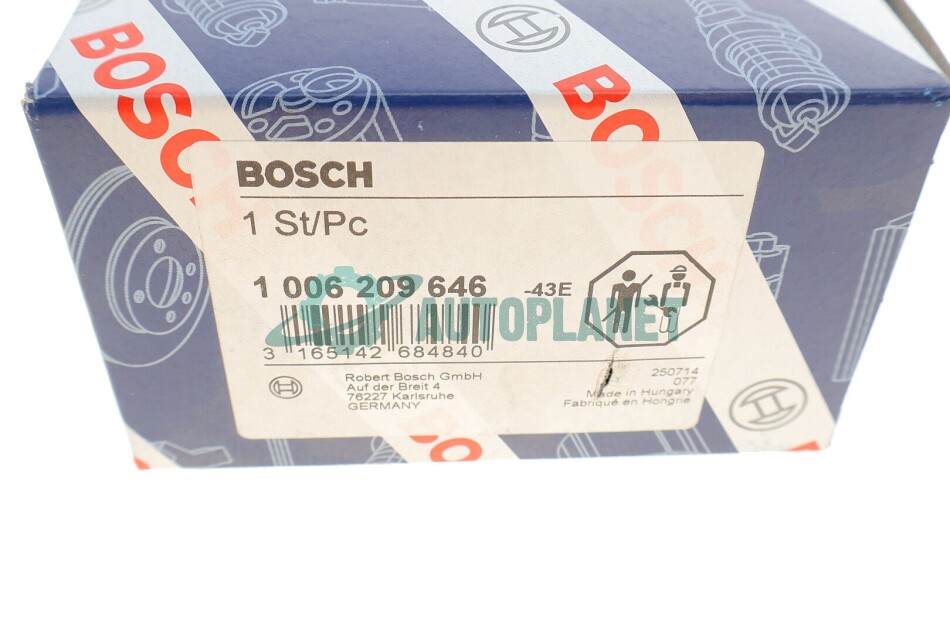 BOSCH
BOSCH
BOSCH
1 St/Pc
1 006 209 646 -43E
AUTOPLANET
3 165142 684840
Robert Bosch GmbH
Auf der Breit 4
76227 Karlsruhe
GERMANY
250714
077
Made in Hungary
Fabriqué en Hongrie